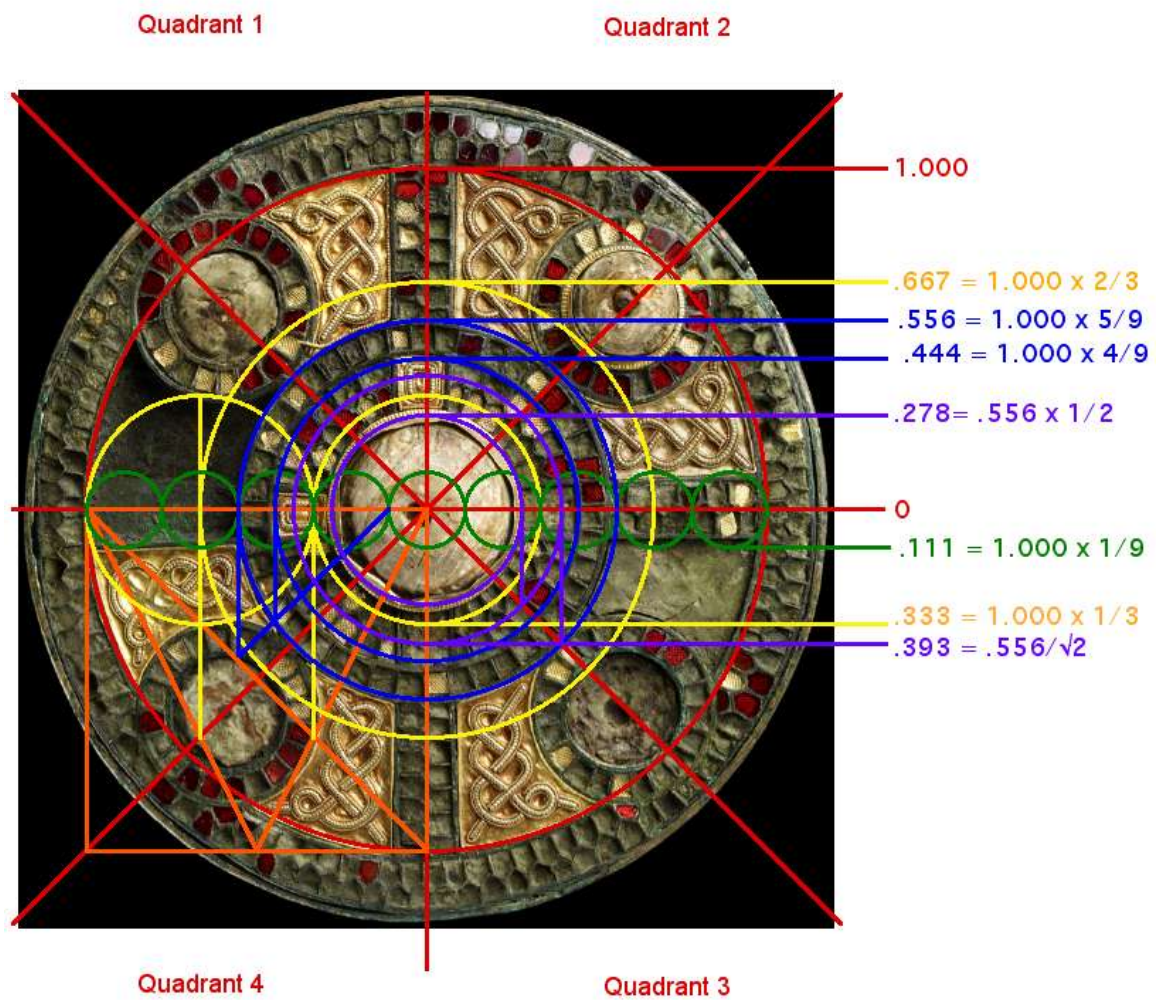 Quadrant 1
Quadrant 2
1.000
.667 = 1.000 x 2/3
.556 = 1.000 x 5/9
.444 = 1.000 x 4/9
.278= .556 x 1/2
0
.111 = 1.000 x 1/9
.333 = 1.000 x 1/3
.393 = .556/√2
Quadrant 4
Quadrant 3